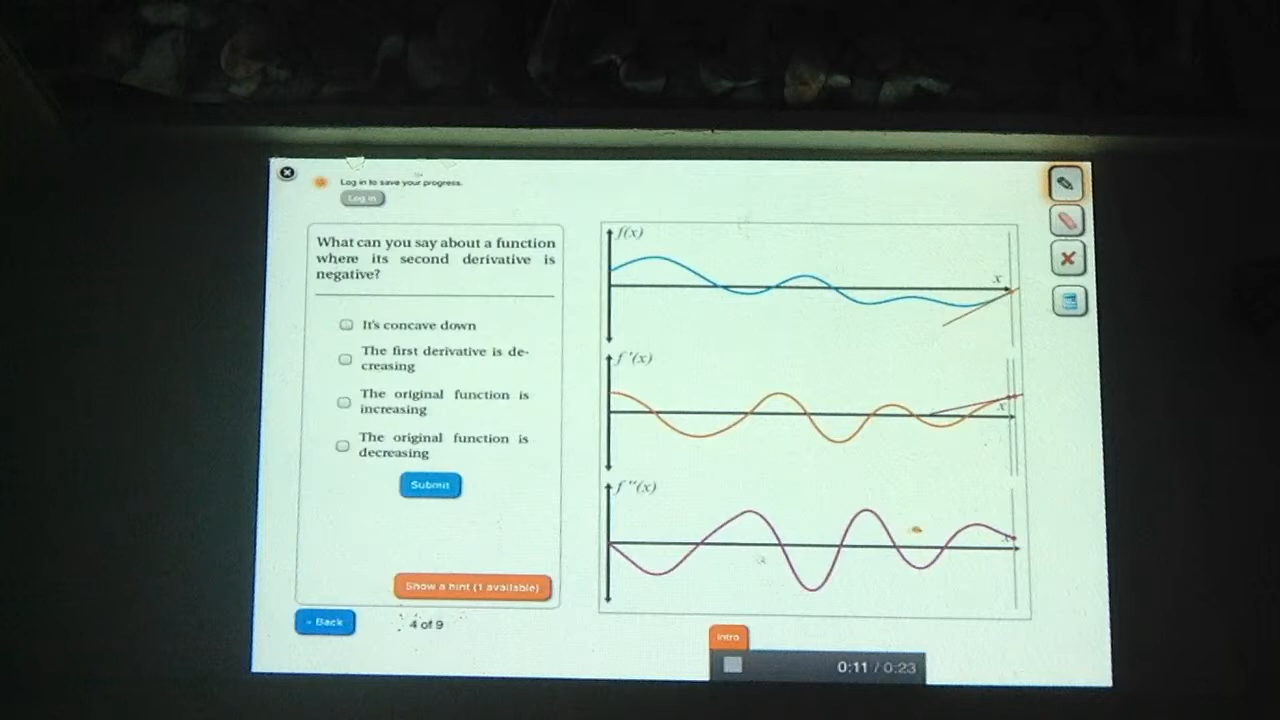 Log in to save your progress.
Log in
What can you say about a function
where its second derivative is
negative?
It's concave down
The first derivative is de-
creasing
The original function is
increasing
The original function is
decreasing
Submit
Show a hint (1 available)
« Back
4 of 9
f(x)
x
f '(x)
x
f ''(x)
x
Intro
0:11 / 0:23